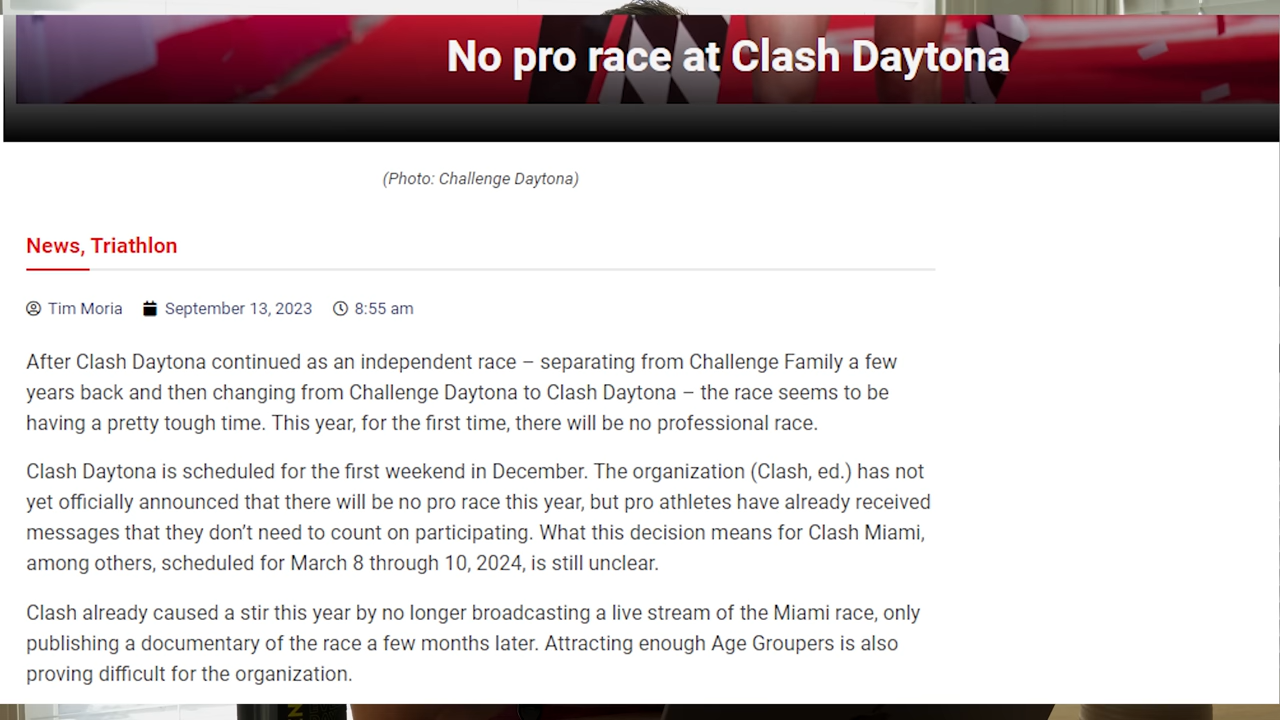 No pro race at Clash Daytona
(Photo: Challenge Daytona)
News, Triathlon
Tim Moria September 13, 2023 8:55 am
After Clash Daytona continued as an independent race – separating from Challenge Family a few
years back and then changing from Challenge Daytona to Clash Daytona – the race seems to be
having a pretty tough time. This year, for the first time, there will be no professional race.
Clash Daytona is scheduled for the first weekend in December. The organization (Clash, ed.) has not
yet officially announced that there will be no pro race this year, but pro athletes have already received
messages that they don’t need to count on participating. What this decision means for Clash Miami,
among others, scheduled for March 8 through 10, 2024, is still unclear.
Clash already caused a stir this year by no longer broadcasting a live stream of the Miami race, only
publishing a documentary of the race a few months later. Attracting enough Age Groupers is also
proving difficult for the organization.